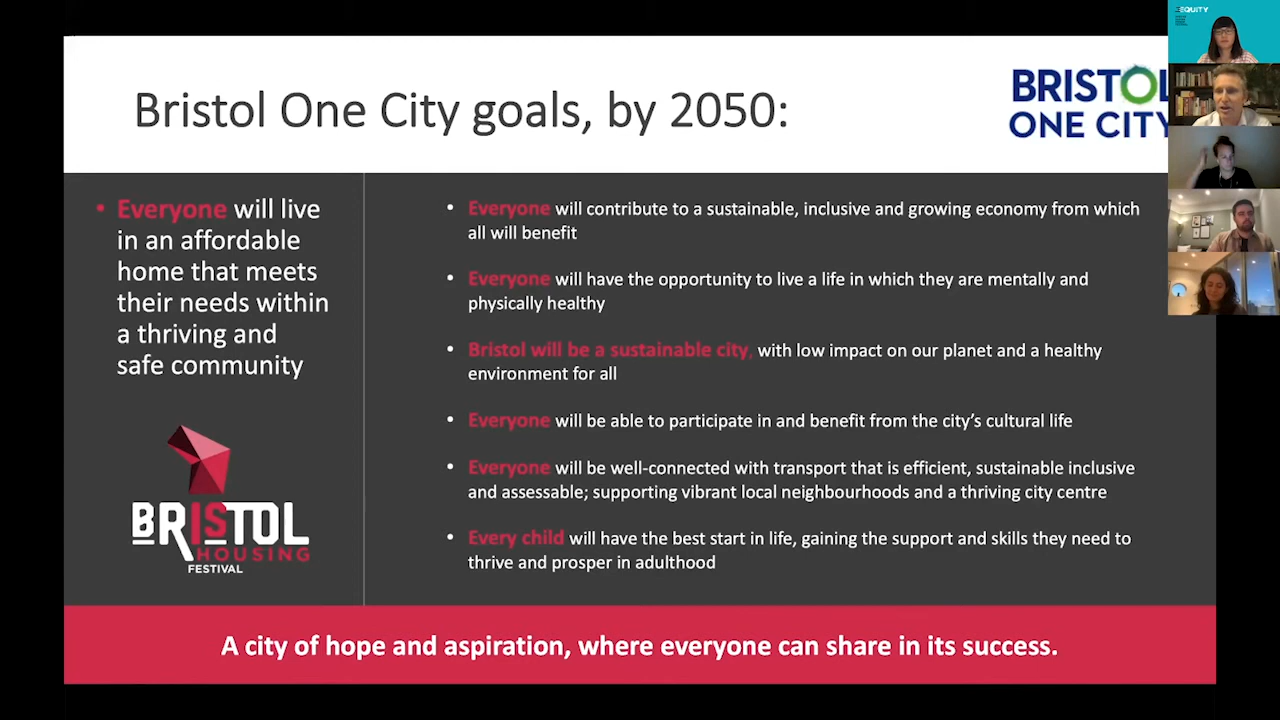 Bristol One City goals, by 2050:
BRISTOL
ONE CITY
• Everyone will live
in an affordable
home that meets
their needs within
a thriving and
safe community
BRISTOL
HOUSING
FESTIVAL
• Everyone will contribute to a sustainable, inclusive and growing economy from which
all will benefit
• Everyone will have the opportunity to live a life in which they are mentally and
physically healthy
• Bristol will be a sustainable city, with low impact on our planet and a healthy
environment for all
• Everyone will be able to participate in and benefit from the city’s cultural life
• Everyone will be well-connected with transport that is efficient, sustainable inclusive
and assessable; supporting vibrant local neighbourhoods and a thriving city centre
• Every child will have the best start in life, gaining the support and skills they need to
thrive and prosper in adulthood
A city of hope and aspiration, where everyone can share in its success.
EQUITY